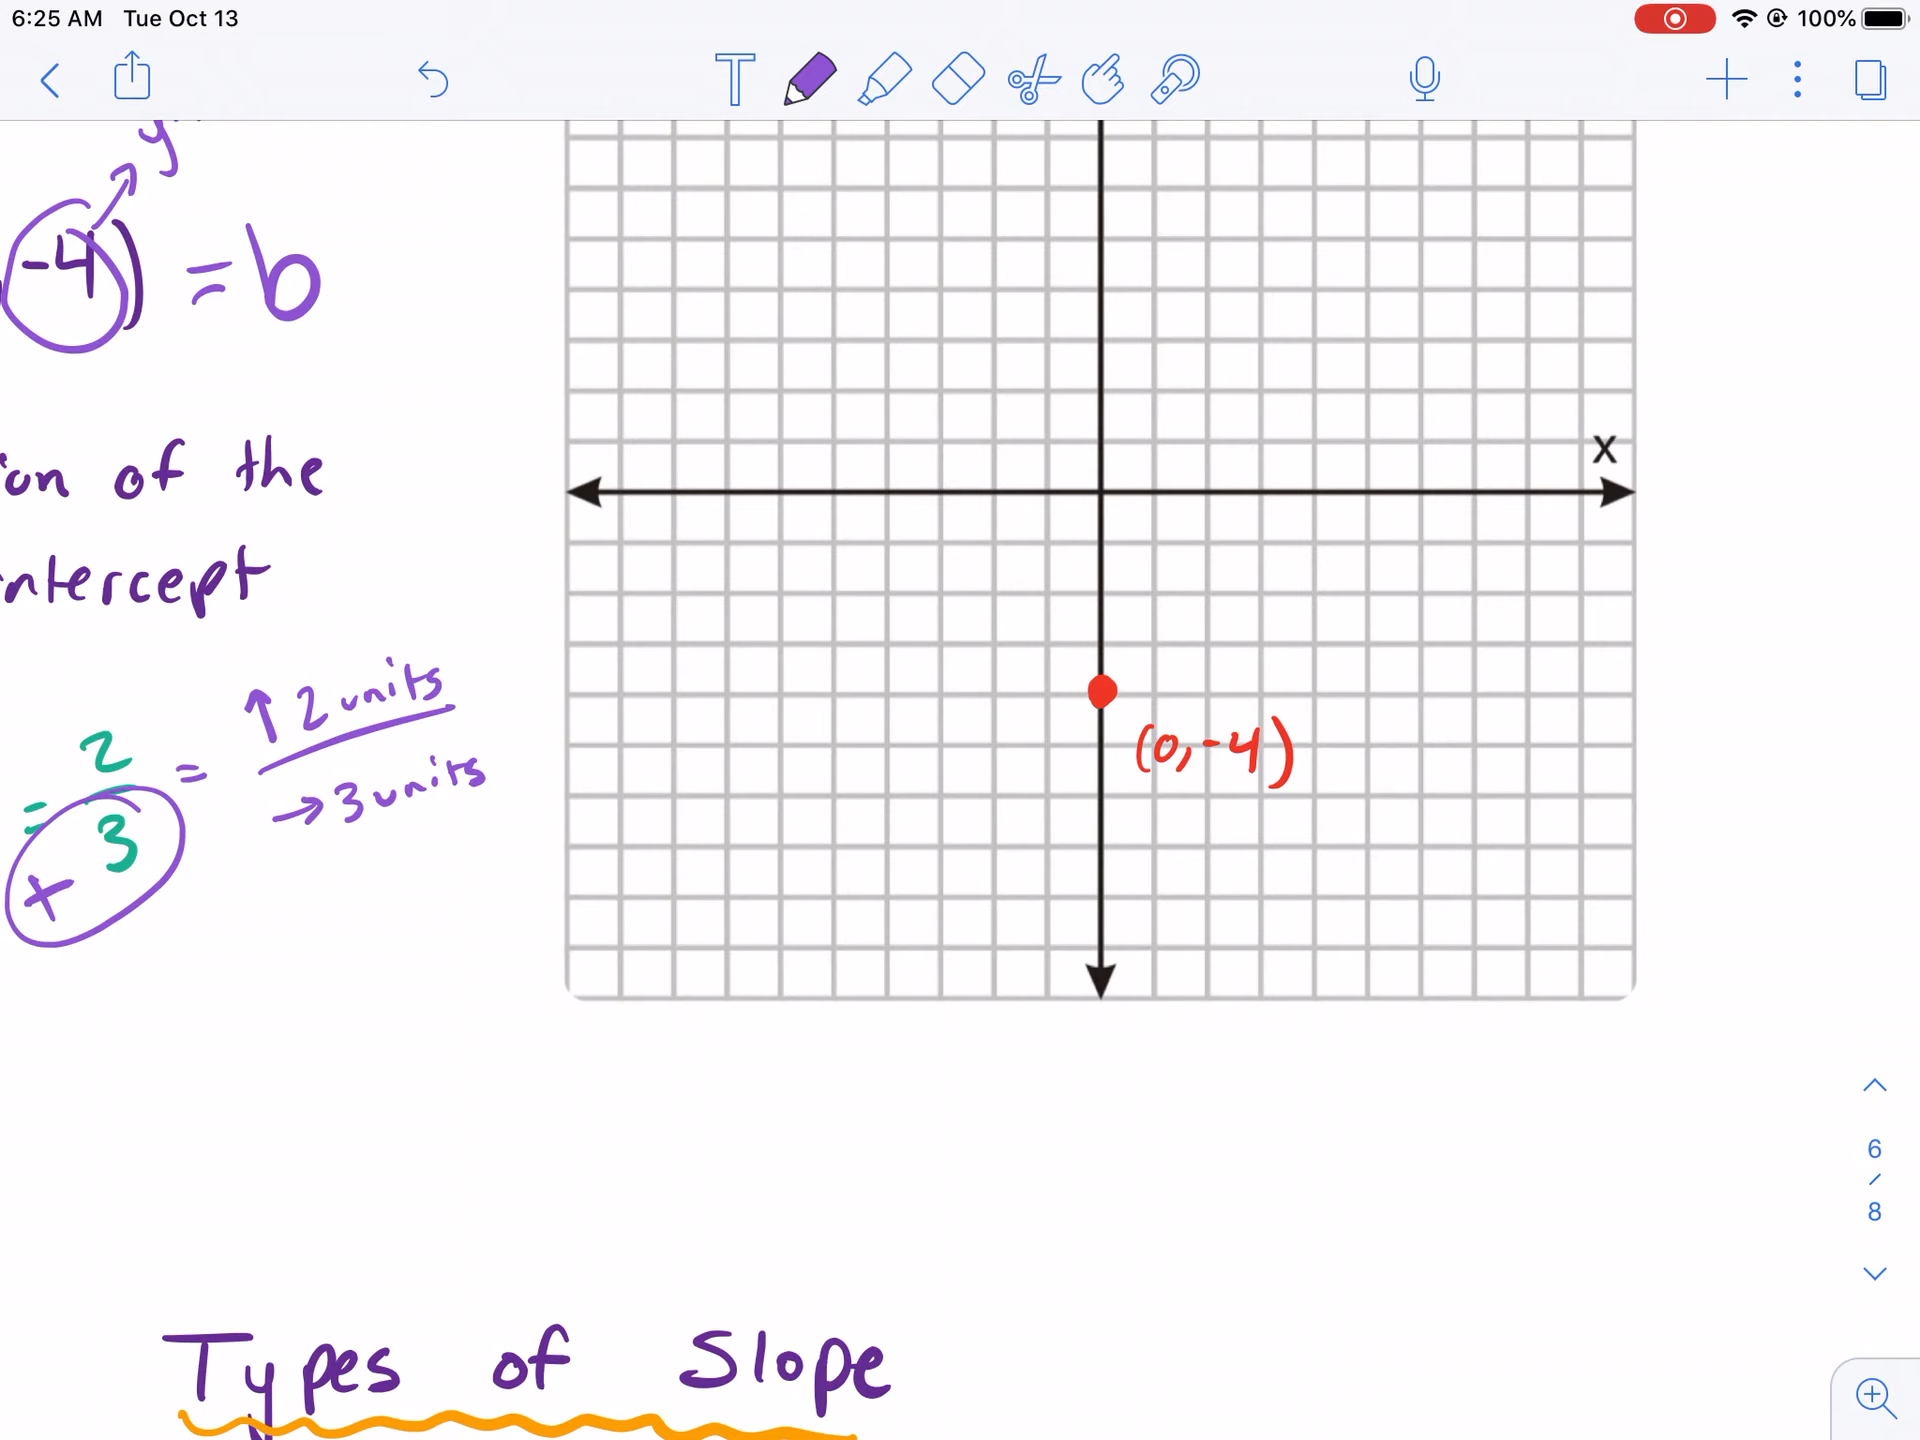 6:25 AM Tue Oct 13
100%
T
y
-4) = b
x
on of the
ntercept
↑ 2 units
2
=
→ 3 units
=
+ 3
(0, -4)
6
/
8
Types of Slope